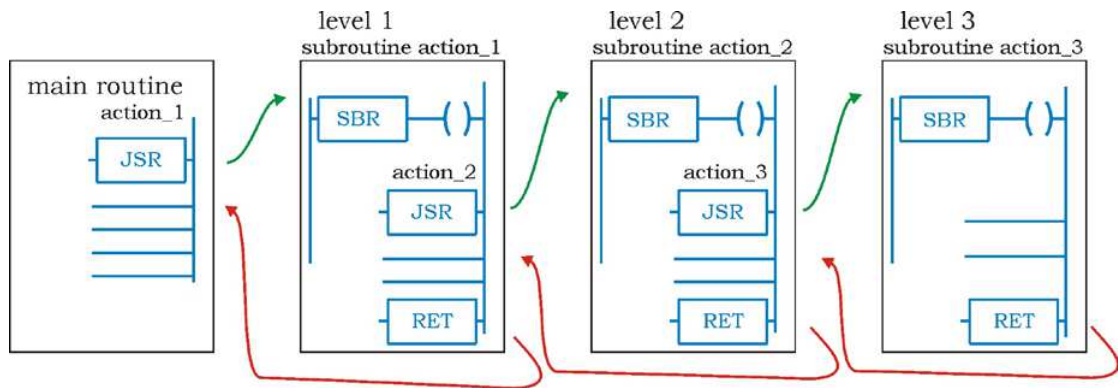 main routine
action_1
JSR
level 1
subroutine action_1
SBR
action_2
JSR
RET
level 2
subroutine action_2
SBR
action_3
JSR
RET
level 3
subroutine action_3
SBR
RET